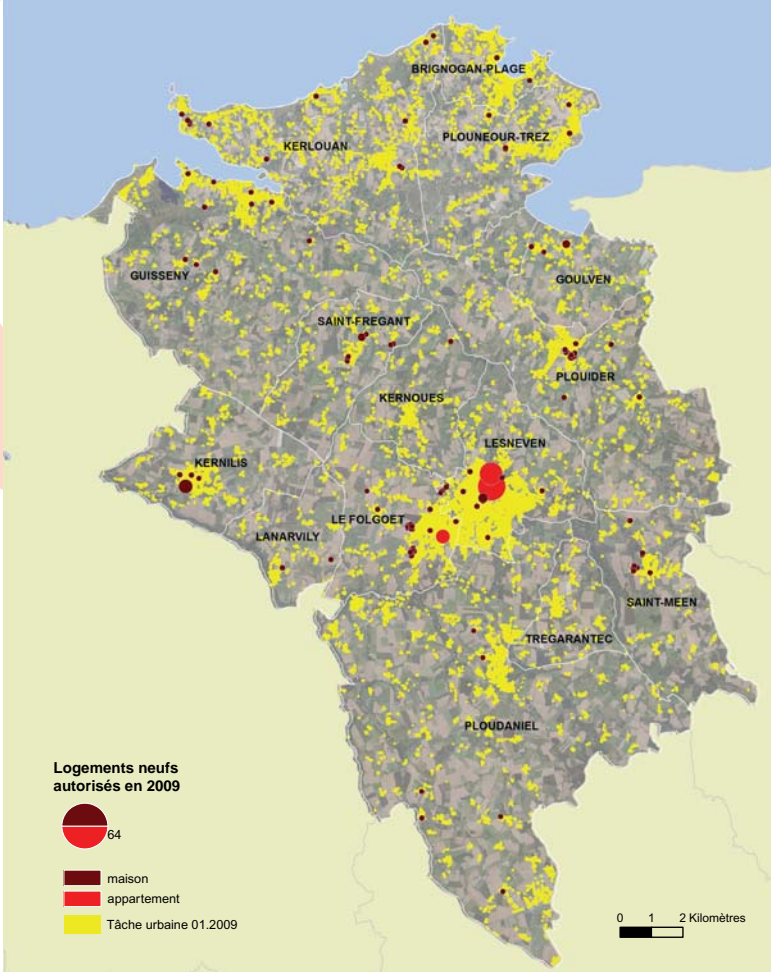 BRIGNOGAN-PLAGE
PLOUNEOUR-TREZ
KERLOUAN
GUISSENY
GOULVEN
SAINT-FREGANT
PLOUIDER
KERNOUES
LESNEVEN
KERNILIS
LE FOLGOET
LANARVILY
SAINT-MEEN
TREGARANTEC
PLOUDANIEL
Logements neufs
autorisés en 2009
64
maison
appartement
Tâche urbaine 01.2009
0 1 2 Kilomètres